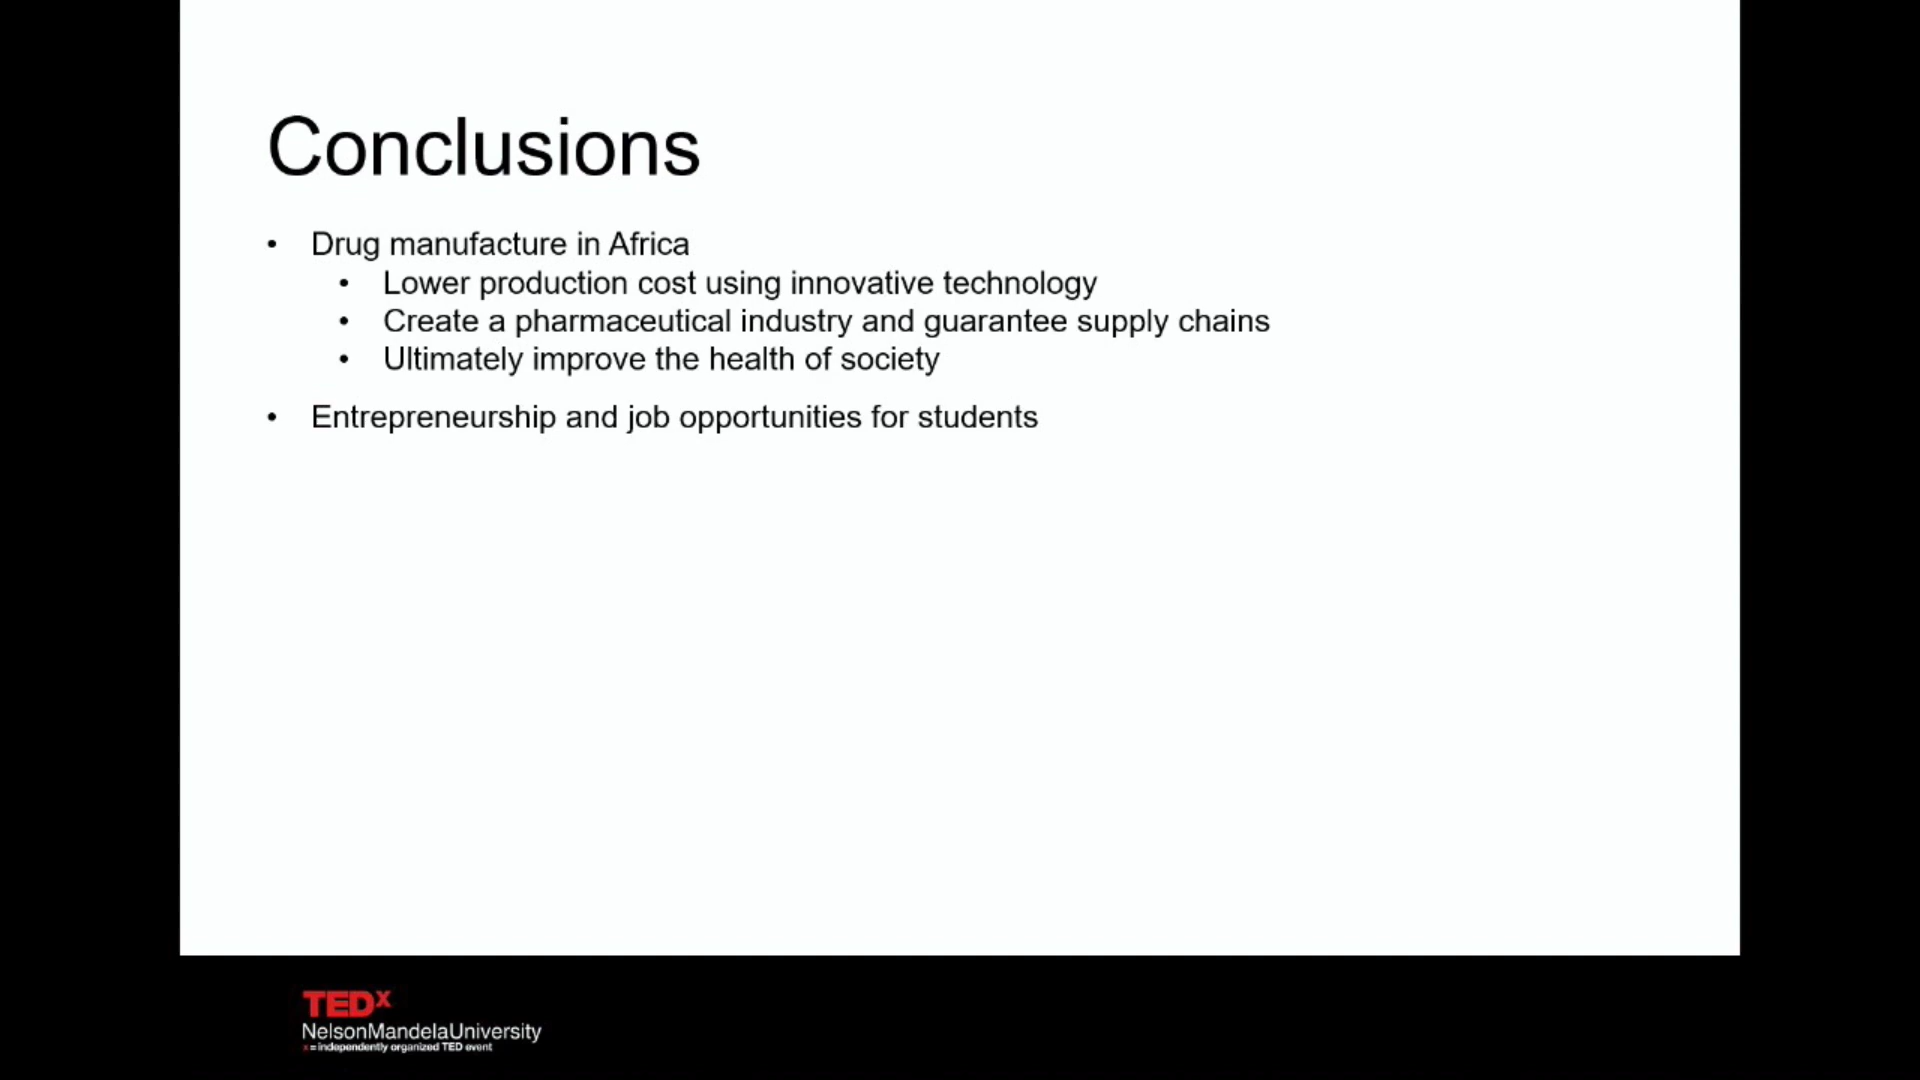 Conclusions
• Drug manufacture in Africa
• Lower production cost using innovative technology
• Create a pharmaceutical industry and guarantee supply chains
• Ultimately improve the health of society
• Entrepreneurship and job opportunities for students
TEDx
NelsonMandelaUniversity
x = independently organized TED event